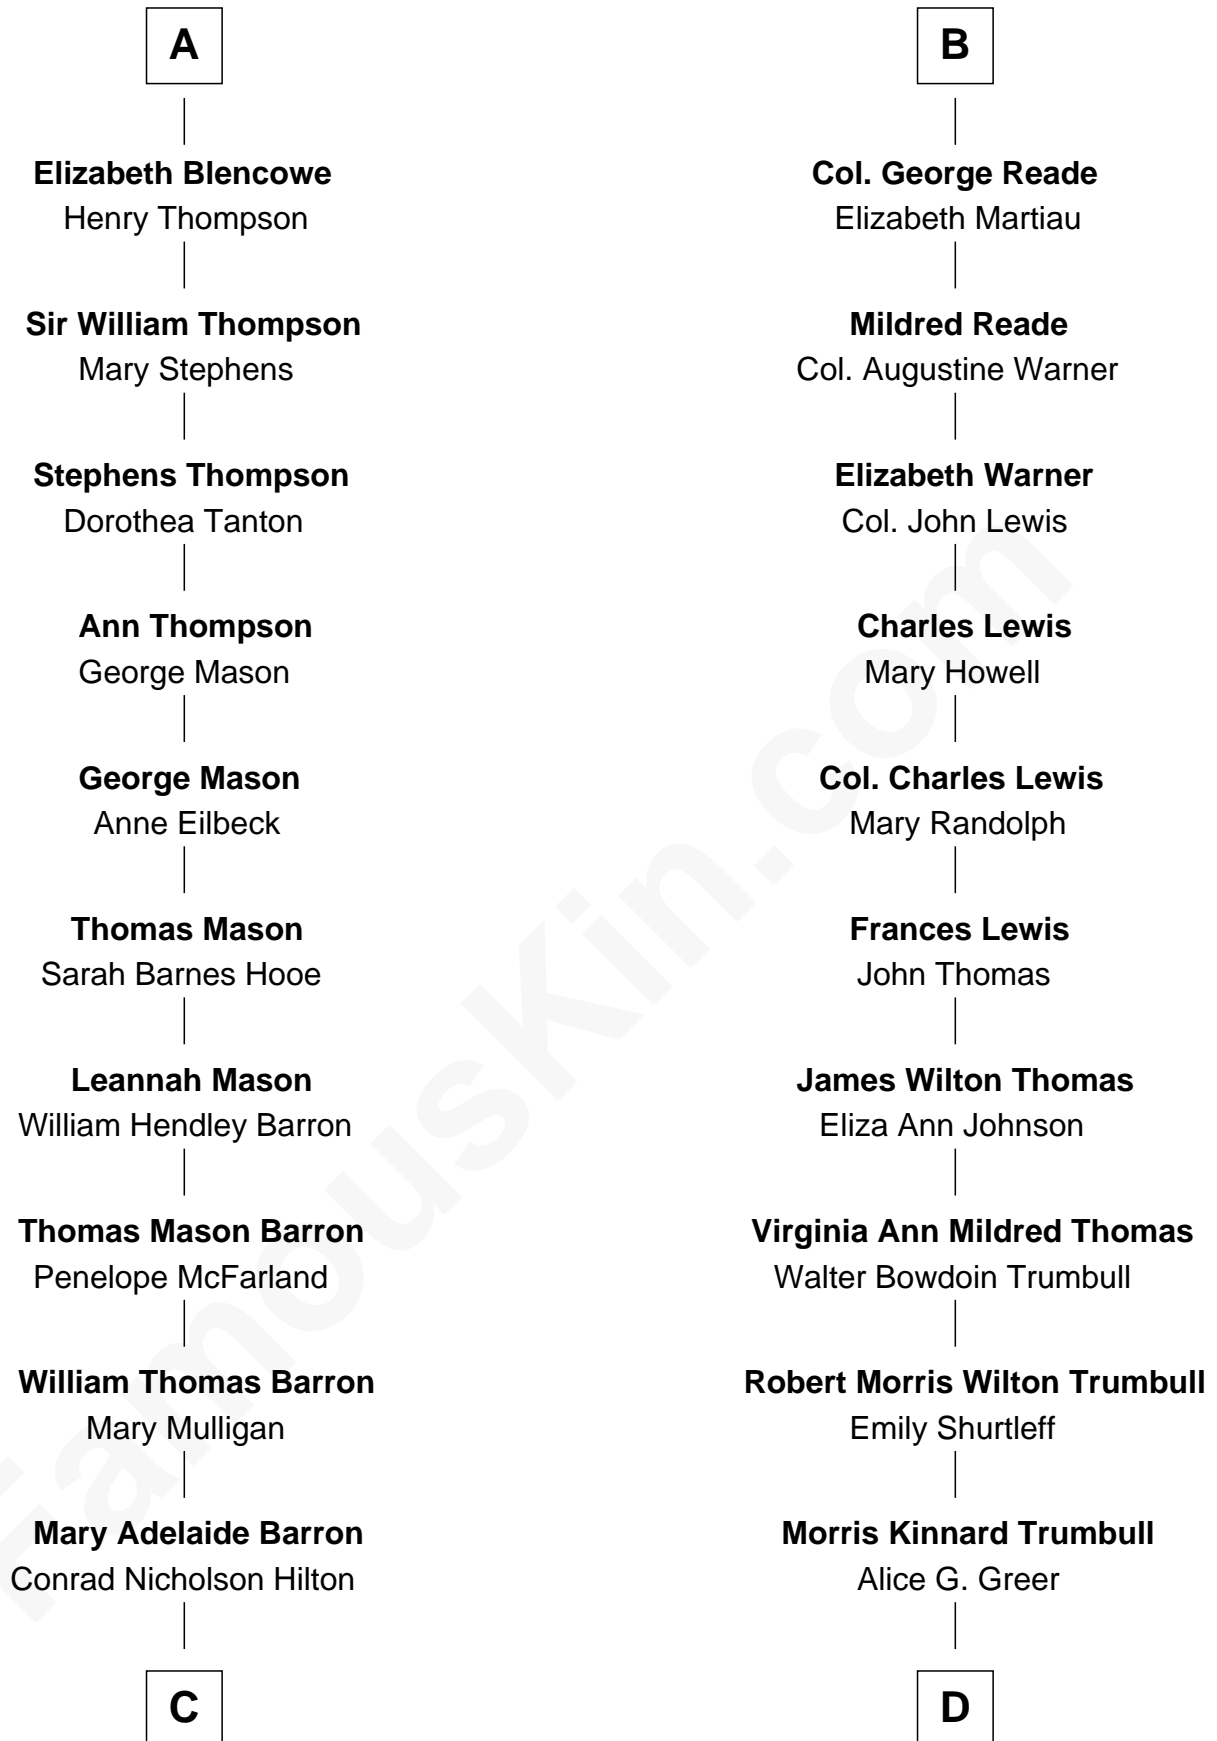 A
Elizabeth Blencowe
Henry Thompson
Sir William Thompson
Mary Stephens
Stephens Thompson
Dorothea Tanton
Ann Thompson
George Mason
George Mason
Anne Eilbeck
Thomas Mason
Sarah Barnes Hooe
Leannah Mason
William Hendley Barron
Thomas Mason Barron
Penelope McFarland
William Thomas Barron
Mary Mulligan
Mary Adelaide Barron
Conrad Nicholson Hilton
C
B
Col. George Reade
Elizabeth Martiau
Mildred Reade
Col. Augustine Warner
Elizabeth Warner
Col. John Lewis
Charles Lewis
Mary Howell
Col. Charles Lewis
Mary Randolph
Frances Lewis
John Thomas
James Wilton Thomas
Eliza Ann Johnson
Virginia Ann Mildred Thomas
Walter Bowdoin Trumbull
Robert Morris Wilton Trumbull
Emily Shurtleff
Morris Kinnard Trumbull
Alice G. Greer
D
FamousKin.com